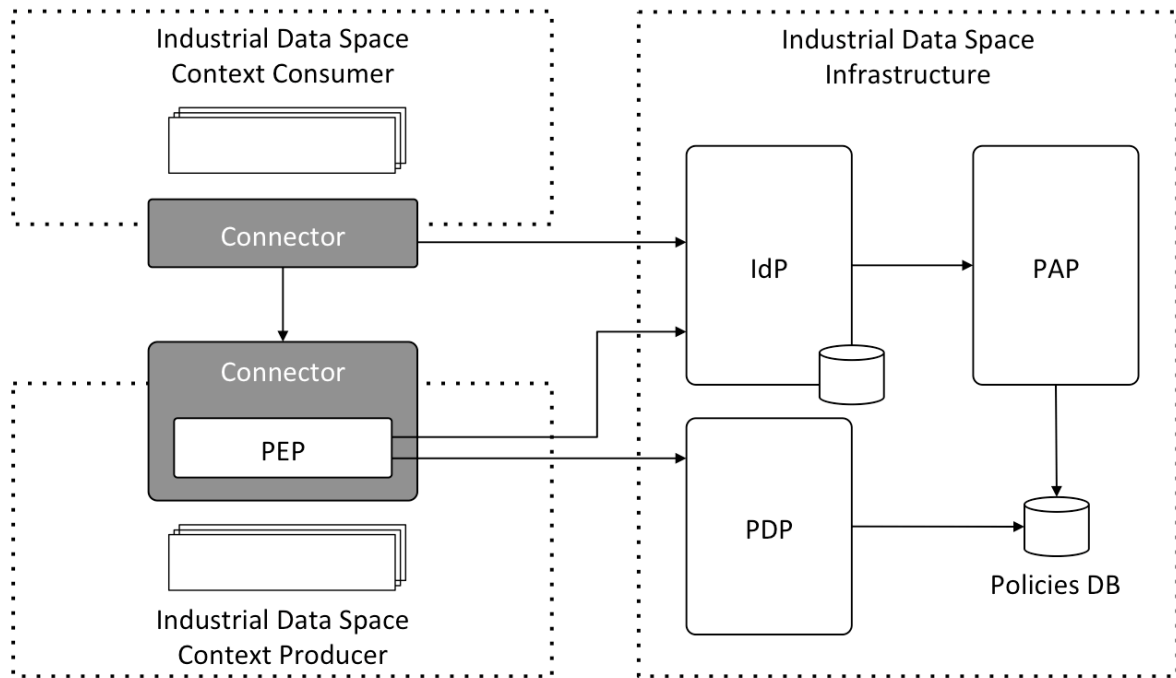 Industrial Data Space
Context Consumer
Connector
Connector
PEP
Industrial Data Space
Context Producer
Industrial Data Space
Infrastructure
IdP
PAP
PDP
Policies DB